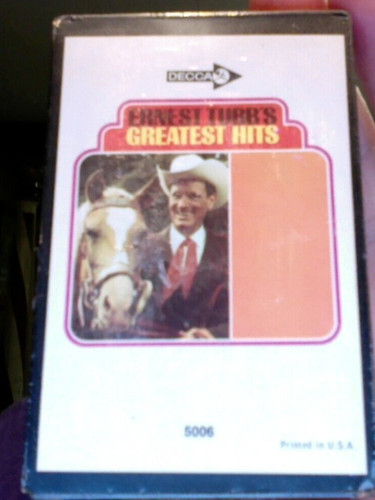 DECCA
ERNEST TUBB'S
GREATEST HITS
5006
Printed in U.S.A.